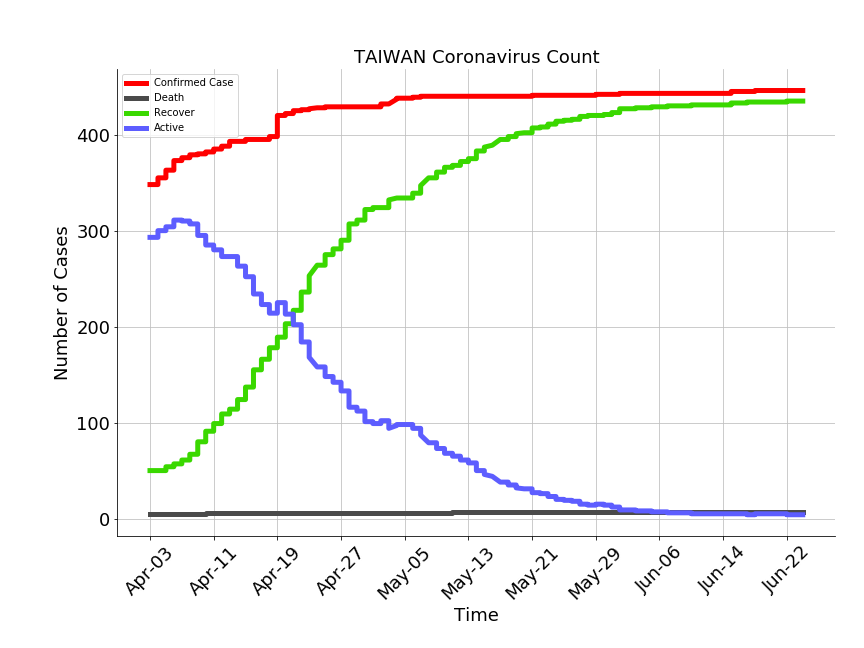 TAIWAN Coronavirus Count
Confirmed Case
Death
Recover
Active
400
300
200
100
0
Number of Cases
Apr-03
Apr-11
Apr-19
Apr-27
May-05
May-13
May-21
May-29
Jun-06
Jun-14
Jun-22
Time